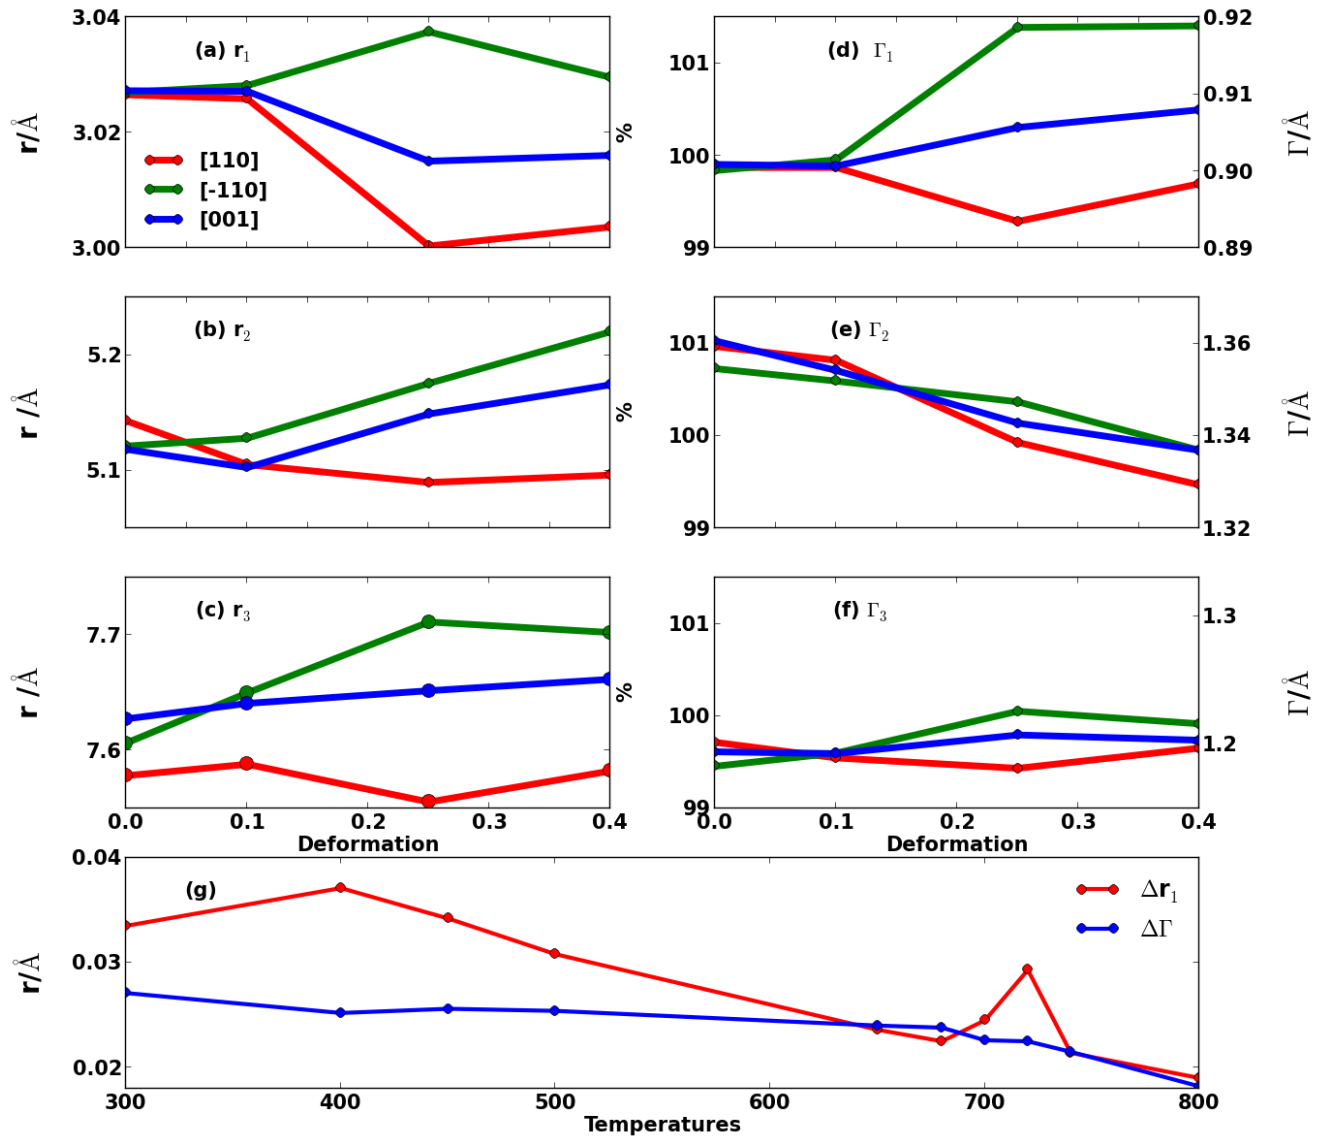 3.04
3.02
3.00
r/Å
(a) r₁
[110]
[-110]
[001]
101
100
99
%
(d) Γ₁
0.92
0.91
0.90
0.89
Γ/Å
5.2
5.1
r /Å
(b) r₂
101
100
99
%
(e) Γ₂
1.36
1.34
1.32
Γ/Å
7.7
7.6
r /Å
(c) r₃
0.0 0.1 0.2 0.3 0.4
Deformation
101
100
99
%
(f) Γ₃
1.3
1.2
Γ/Å
0.0 0.1 0.2 0.3 0.4
Deformation
0.04
0.03
0.02
r/Å
(g)
Δr₁
ΔΓ
300 400 500 600 700 800
Temperatures